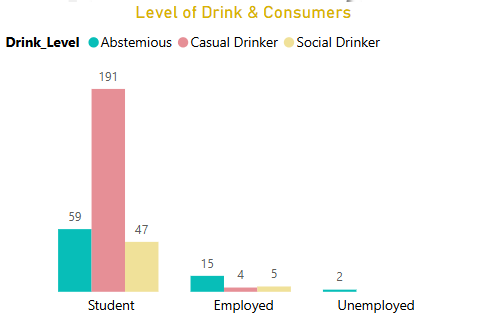 Level of Drink & Consumers
Drink_Level Abstemious Casual Drinker Social Drinker
191
59
47
15
4
5
2
Student Employed Unemployed